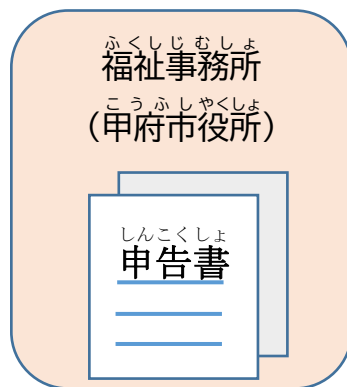 ふくしじむしょ
福祉事務所
こうふしやくしょ
(甲府市役所)
しんこくしょ
申告書